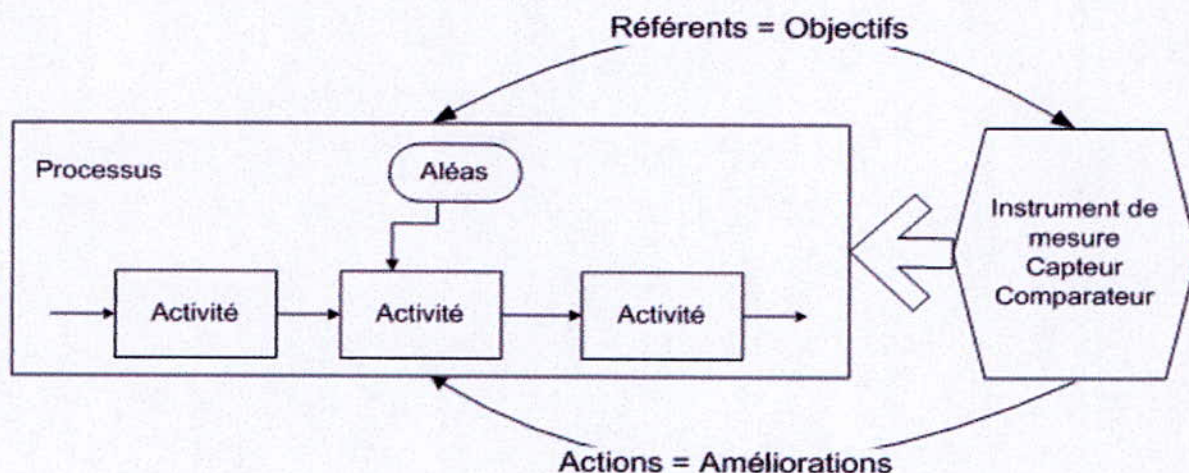 Référents = Objectifs
Processus
Aléas
Activité
Activité
Activité
Instrument de
mesure
Capteur
Comparateur
Actions = Améliorations